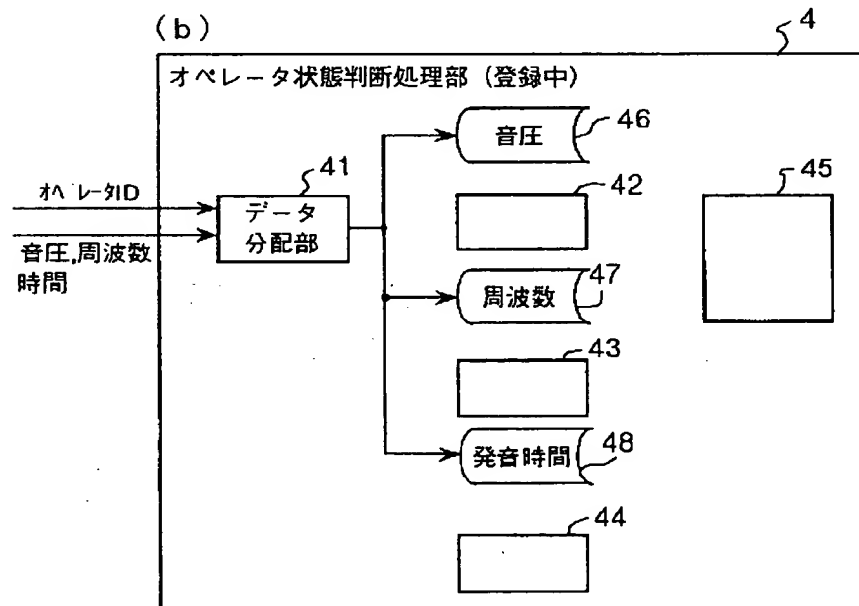 (b)
4
オペレータ状態判断処理部 (登録中)
音圧
46
41
42
45
オペレータID
データ
分配部
音圧,周波数
時間
周波数
47
43
発音時間
48
44